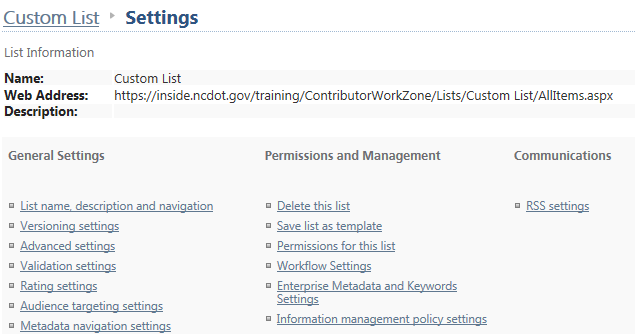 Custom List ‣ Settings
List Information
Name: Custom List
Web Address: https://inside.ncdot.gov/training/ContributorWorkZone/Lists/Custom List/AllItems.aspx
Description:
General Settings
List name, description and navigation
Versioning settings
Advanced settings
Validation settings
Rating settings
Audience targeting settings
Metadata navigation settings
Permissions and Management
Delete this list
Save list as template
Permissions for this list
Workflow Settings
Enterprise Metadata and Keywords
Settings
Information management policy settings
Communications
RSS settings